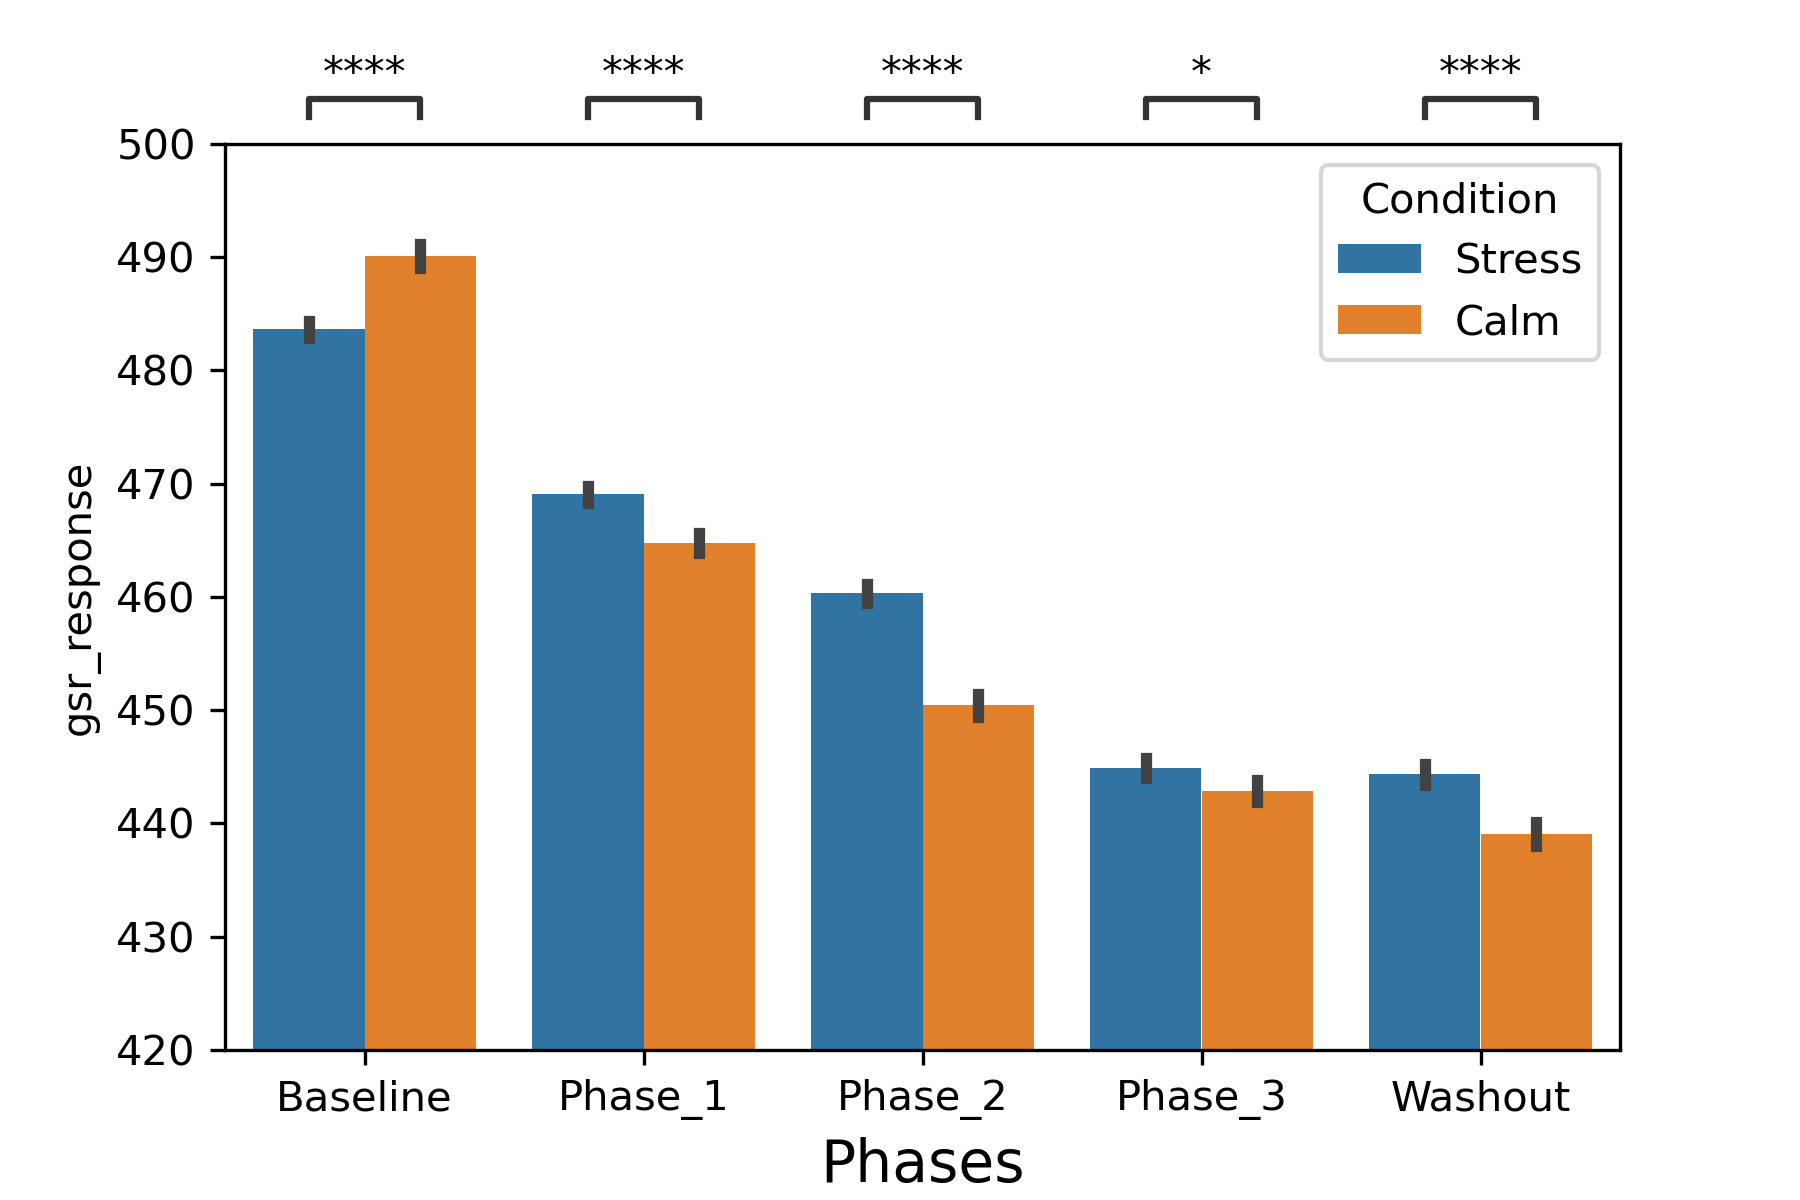 **** **** **** * ****
500
490
480
470
460
450
440
430
420
gsr_response
Condition
Stress
Calm
Baseline Phase_1 Phase_2 Phase_3 Washout
Phases